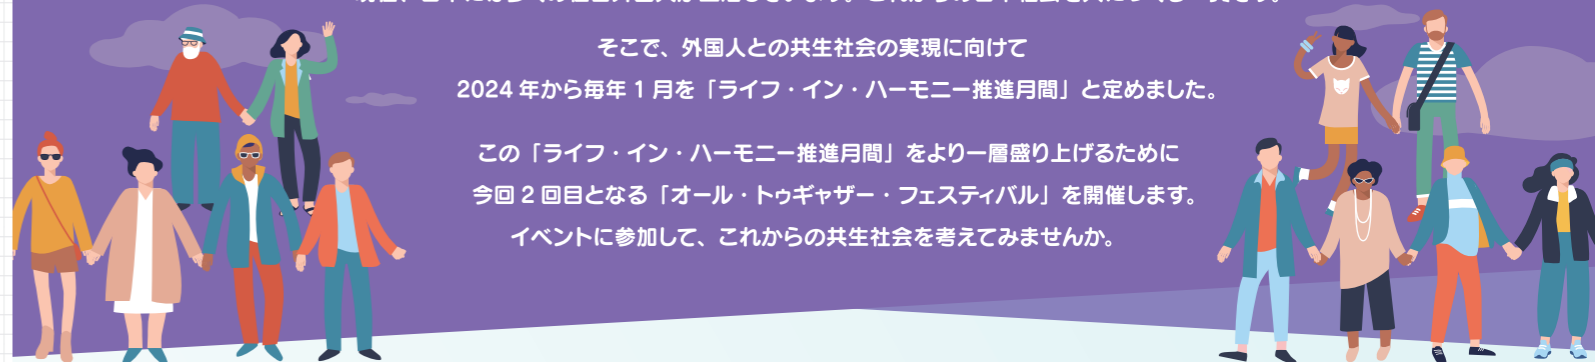 そこで、外国人との共生社会の実現に向けて
2024 年から毎年 1 月を「ライフ・イン・ハーモニー推進月間」と定めました。
この「ライフ・イン・ハーモニー推進月間」をより一層盛り上げるために
今回 2 回目となる「オール・トゥギャザー・フェスティバル」を開催します。
イベントに参加して、これからの共生社会を考えてみませんか。